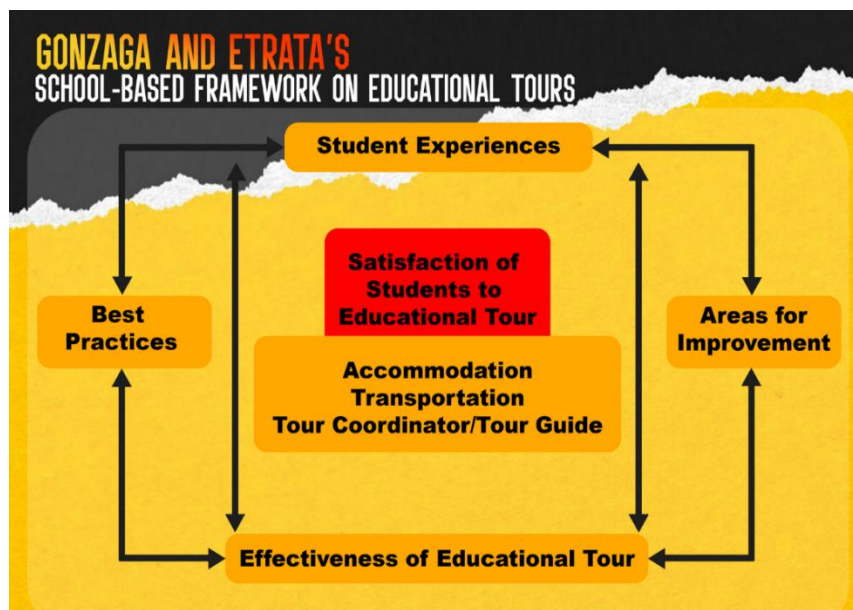 GONZAGA AND ETRATA'S
SCHOOL-BASED FRAMEWORK ON EDUCATIONAL TOURS
Student Experiences
Satisfaction of
Students to
Educational Tour
Best
Practices
Areas for
Improvement
Accommodation
Transportation
Tour Coordinator/Tour Guide
Effectiveness of Educational Tour